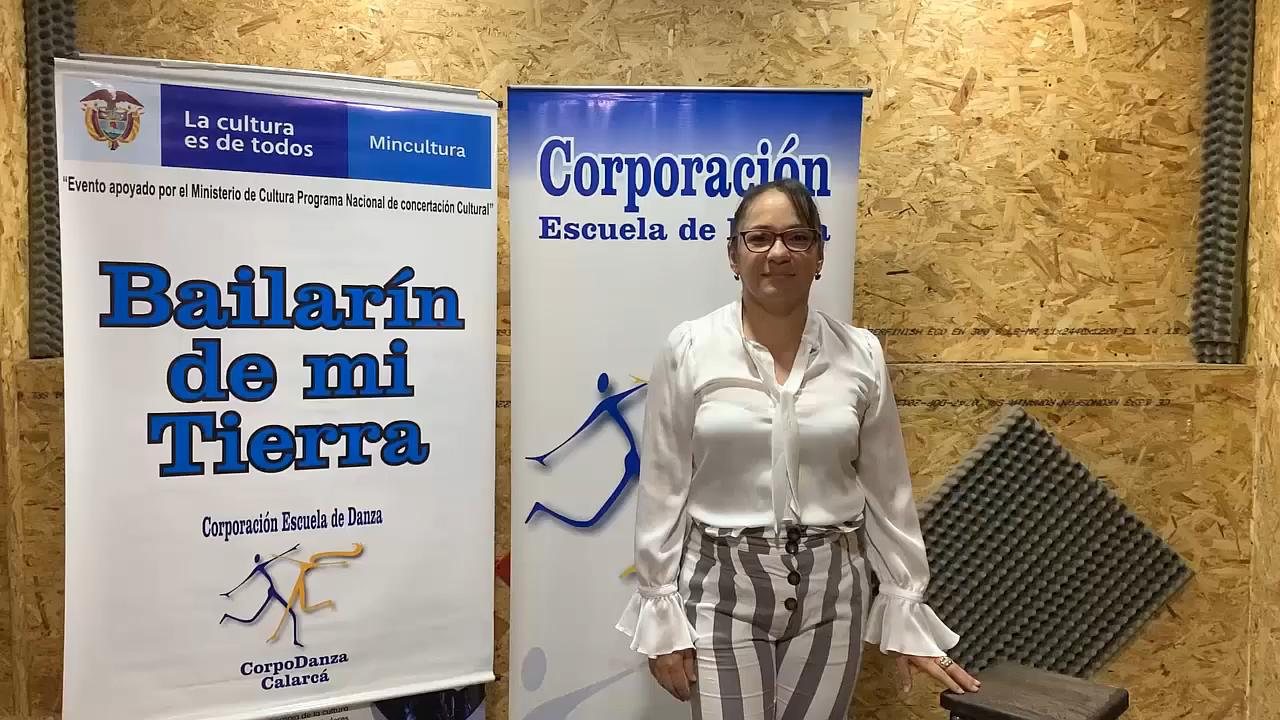 La cultura
es de todos
Mincultura
“Evento apoyado por el Ministerio de Cultura Programa Nacional de concertación Cultural”
Bailarín
de mi
Tierra
Corporación Escuela de Danza
CorpoDanza
Calarcá
Corporación
Escuela de